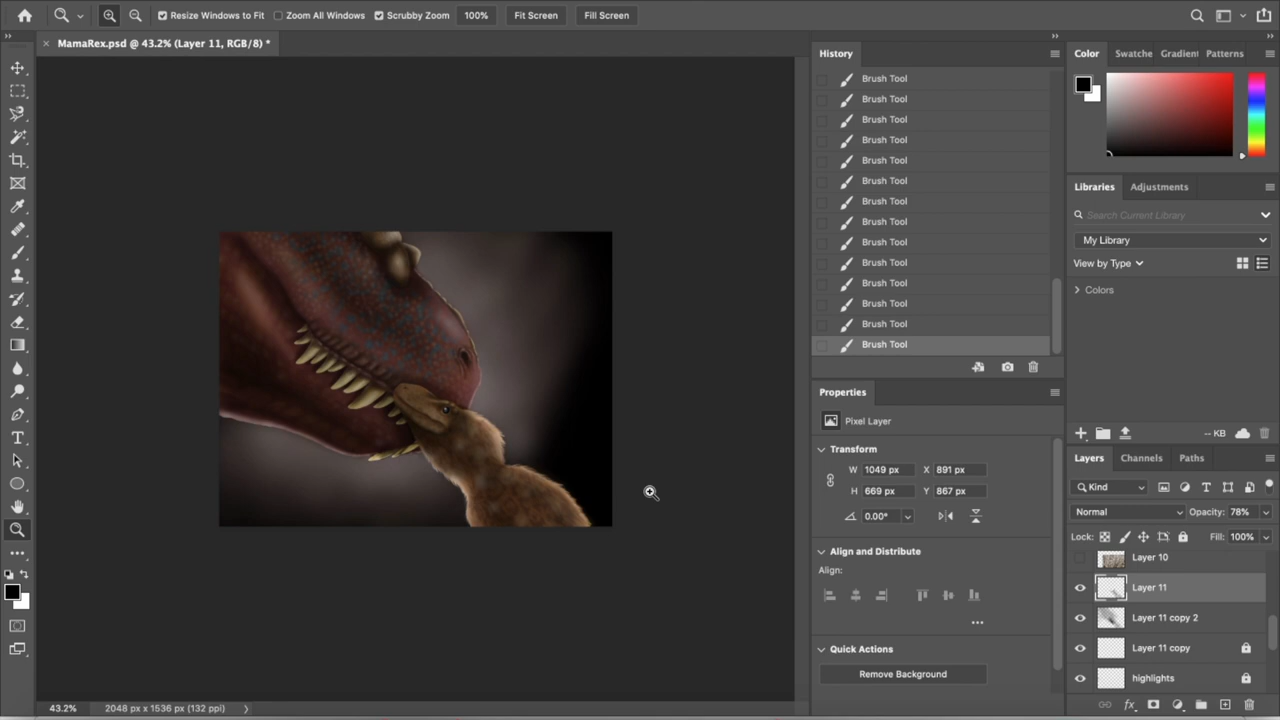 Resize Windows to Fit Zoom All Windows Scrubby Zoom 100% Fit Screen Fill Screen
MamaRex.psd @ 43.2% (Layer 11, RGB/8) *
History
Brush Tool
Brush Tool
Brush Tool
Brush Tool
Brush Tool
Brush Tool
Brush Tool
Brush Tool
Brush Tool
Brush Tool
Brush Tool
Brush Tool
Brush Tool
Brush Tool
Properties
Pixel Layer
Transform
W 1049 px X 891 px
H 669 px Y 867 px
0.00°
Align and Distribute
Align:
Quick Actions
Remove Background
Color Swatche Gradient Patterns
Libraries Adjustments
Search Current Library
My Library
View by Type
Colors
-- KB
Layers Channels Paths
Kind
Normal Opacity: 78%
Lock: Fill: 100%
Layer 10
Layer 11
Layer 11 copy 2
Layer 11 copy
highlights
43.2% 2048 px x 1536 px (132 ppi)